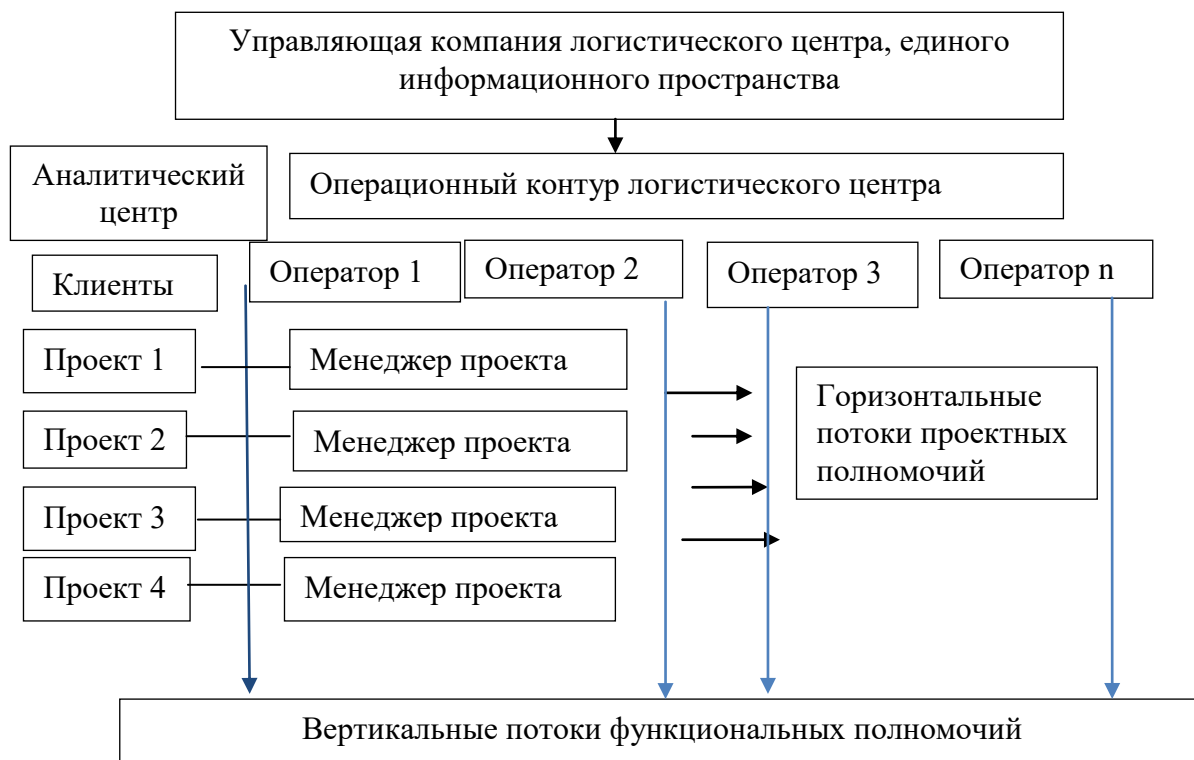 Управляющая компания логистического центра, единого
информационного пространства
Аналитический
центр
Операционный контур логистического центра
Клиенты
Оператор 1
Оператор 2
Оператор 3
Оператор n
Проект 1
Менеджер проекта
Проект 2
Менеджер проекта
Проект 3
Менеджер проекта
Проект 4
Менеджер проекта
Горизонтальные
потоки проектных
полномочий
Вертикальные потоки функциональных полномочий